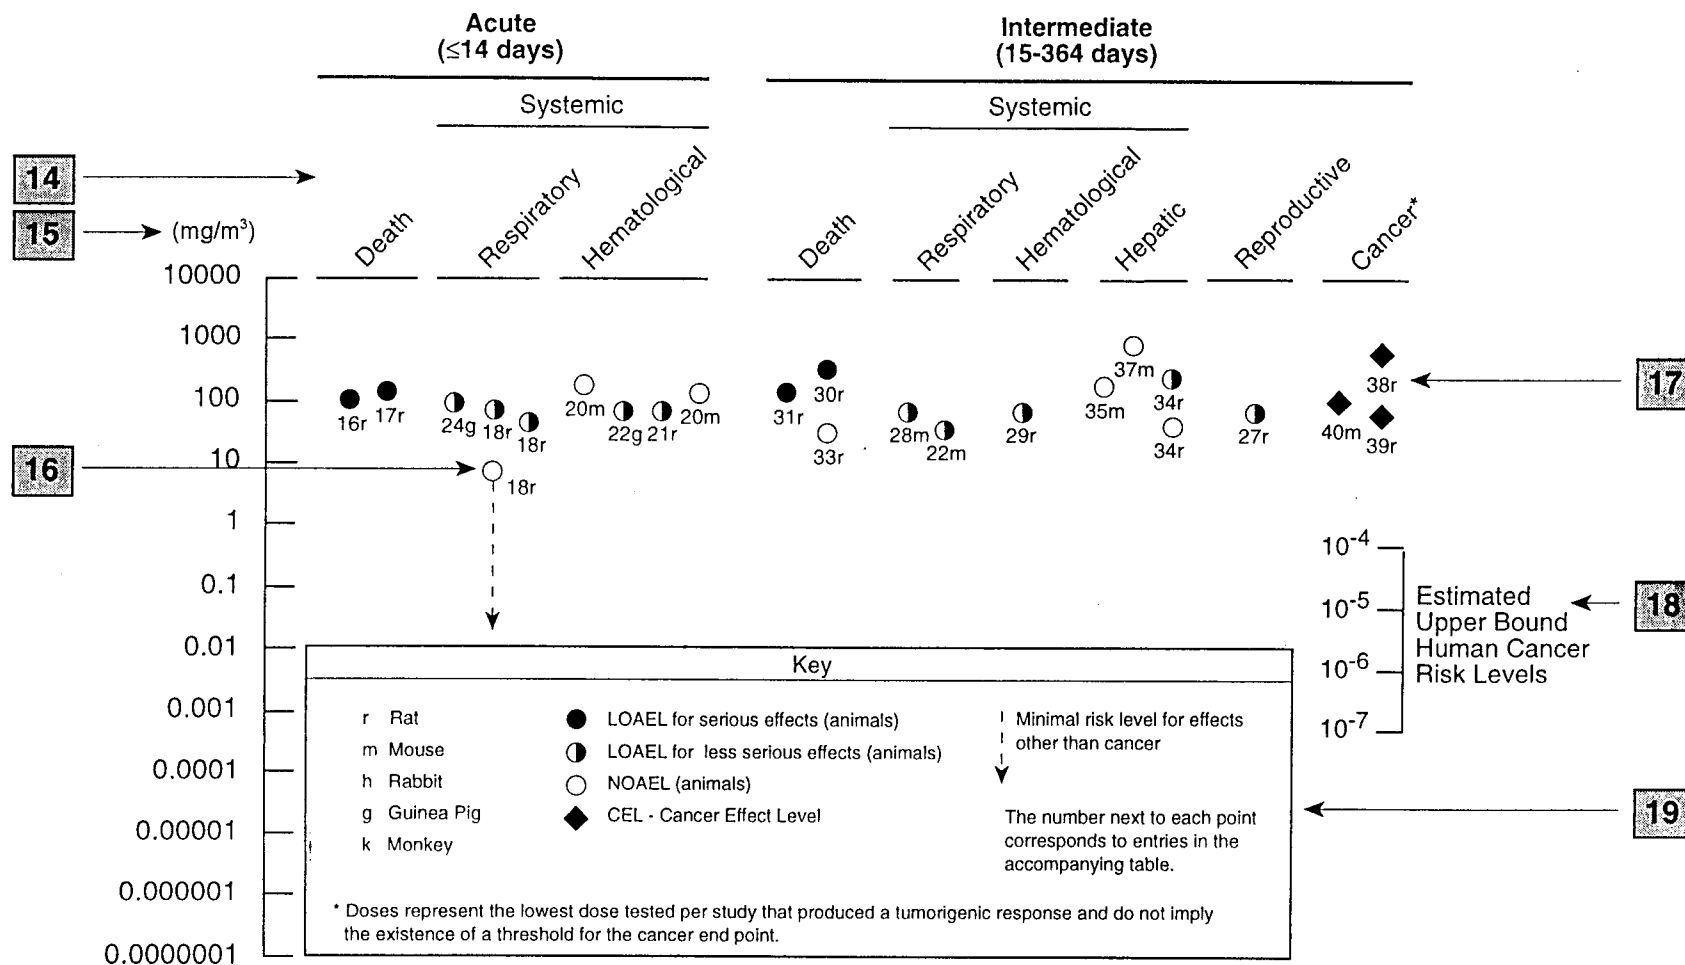 Acute
(≤14 days)
Intermediate
(15-364 days)
Systemic
Systemic
14
15
(mg/m³)
Death
Respiratory
Hematological
Death
Respiratory
Hematological
Hepatic
Reproductive
Cancer*
10000
1000
100
10
1
0.1
0.01
0.001
0.0001
0.00001
0.000001
0.0000001
16r
17r
24g
18r
18r
18r
20m
22g
21r
20m
31r
30r
33r
28m
22m
29r
37m
35m
34r
34r
27r
40m
38r
39r
16
17
10⁻⁴
10⁻⁵
10⁻⁶
10⁻⁷
Estimated
Upper Bound
Human Cancer
Risk Levels
18
19
Key
r Rat
m Mouse
h Rabbit
g Guinea Pig
k Monkey
LOAEL for serious effects (animals)
LOAEL for less serious effects (animals)
NOAEL (animals)
CEL - Cancer Effect Level
Minimal risk level for effects
other than cancer
The number next to each point
corresponds to entries in the
accompanying table.
* Doses represent the lowest dose tested per study that produced a tumorigenic response and do not imply
the existence of a threshold for the cancer end point.